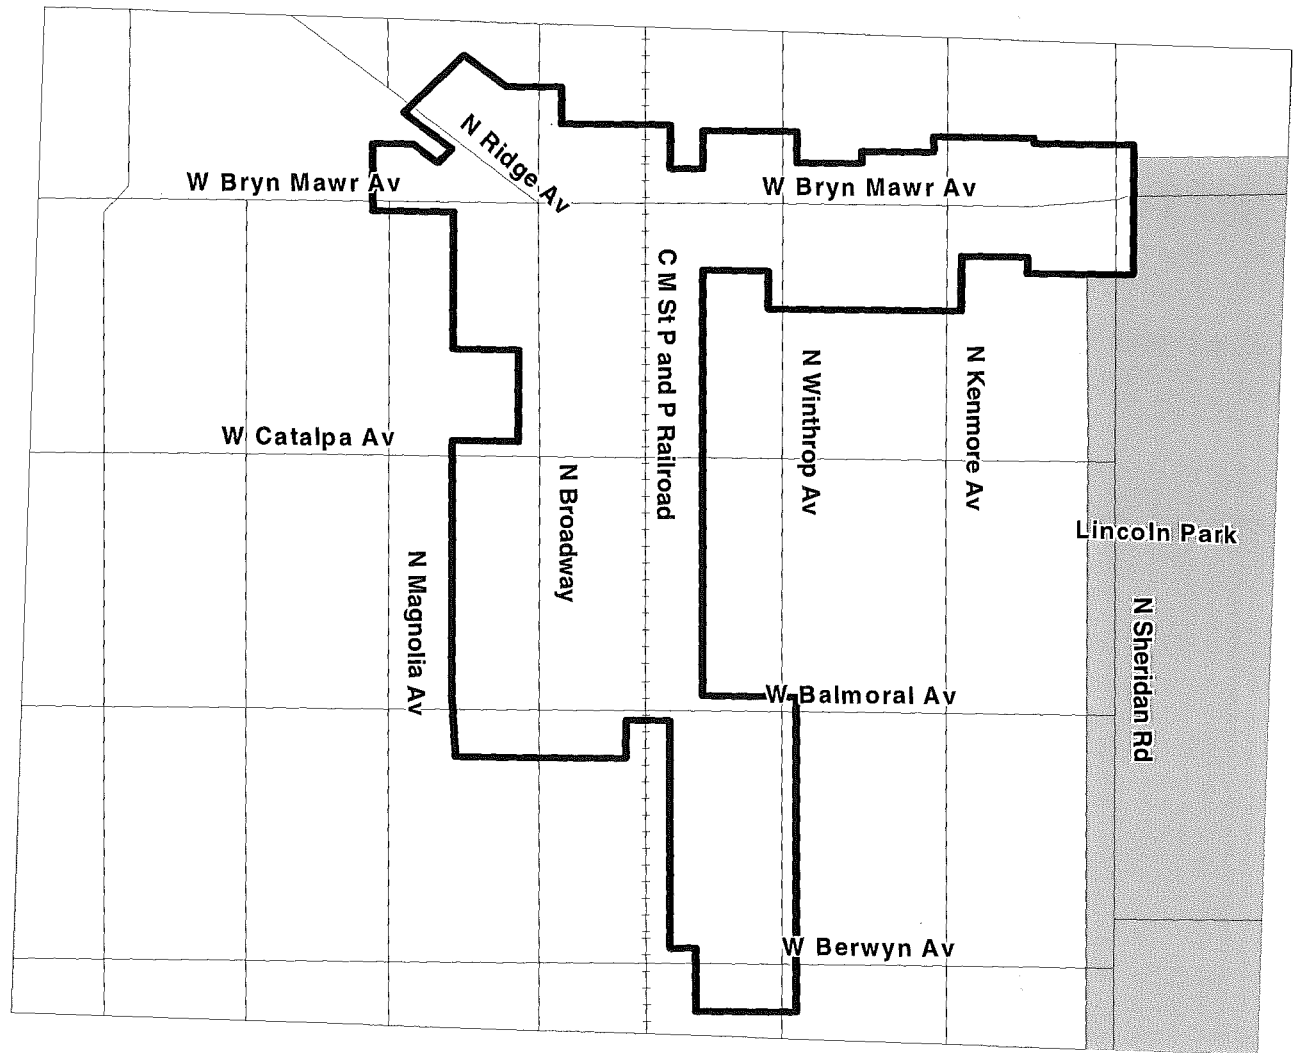 N Ridge Av
W Bryn Mawr Av
W Bryn Mawr Av
C M St P and P Railroad
N Winthrop Av
N Kenmore Av
W Catalpa Av
N Broadway
Lincoln Park
N Magnolia Av
N Sheridan Rd
W Balmoral Av
W Berwyn Av